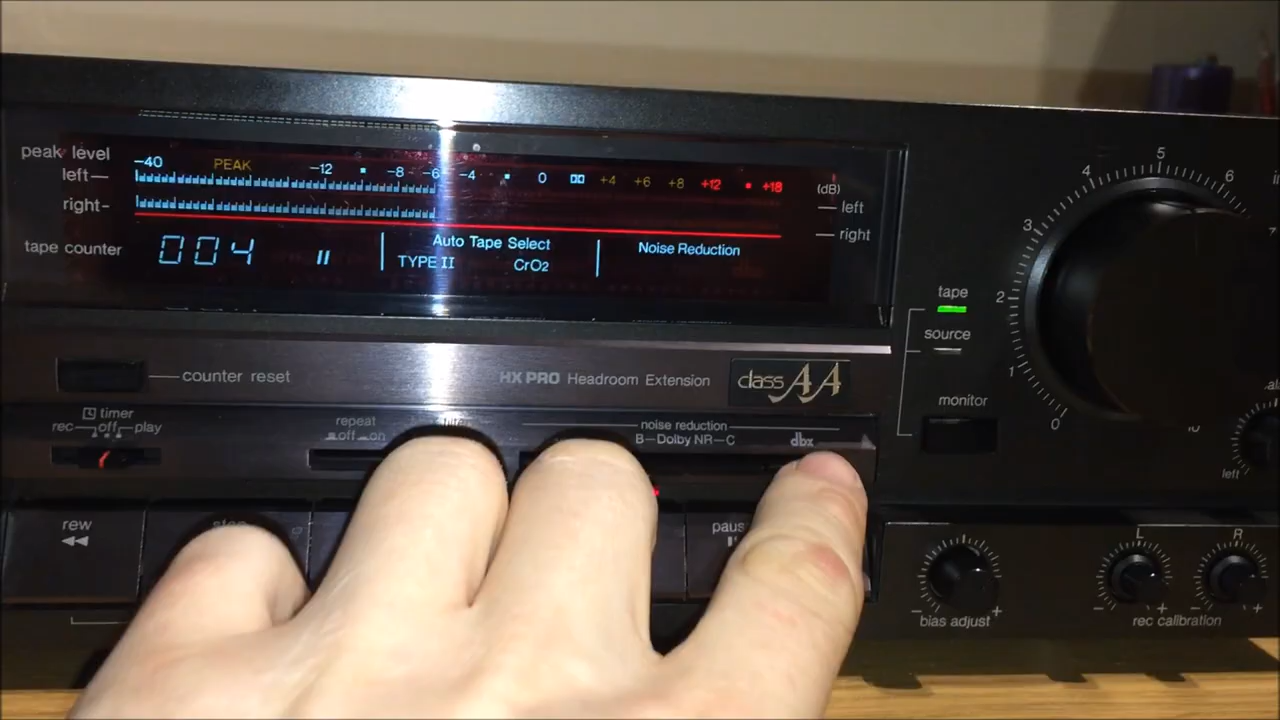 peak level
-40 PEAK -12 -8 -6 -4 0 +4 +6 +8 +12 +18 (dB)
left
left
right
right
tape counter 004 Auto Tape Select Noise Reduction
TYPE II CrO2
tape
source
monitor
0 1 2 3 4 5 6 10
counter reset
HX PRO Headroom Extension
class AA
timer
rec off play
repeat
off on
noise reduction
B-Dolby NR-C
dbx
rew
left
bias adjust
- +
L R
- + - +
rec calibration